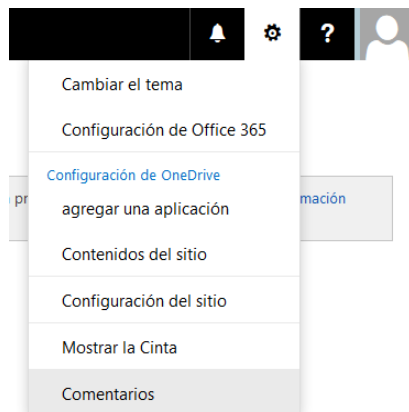 ?
Cambiar el tema
Configuración de Office 365
Configuración de OneDrive
pr
mación
agregar una aplicación
Contenidos del sitio
Configuración del sitio
Mostrar la Cinta
Comentarios